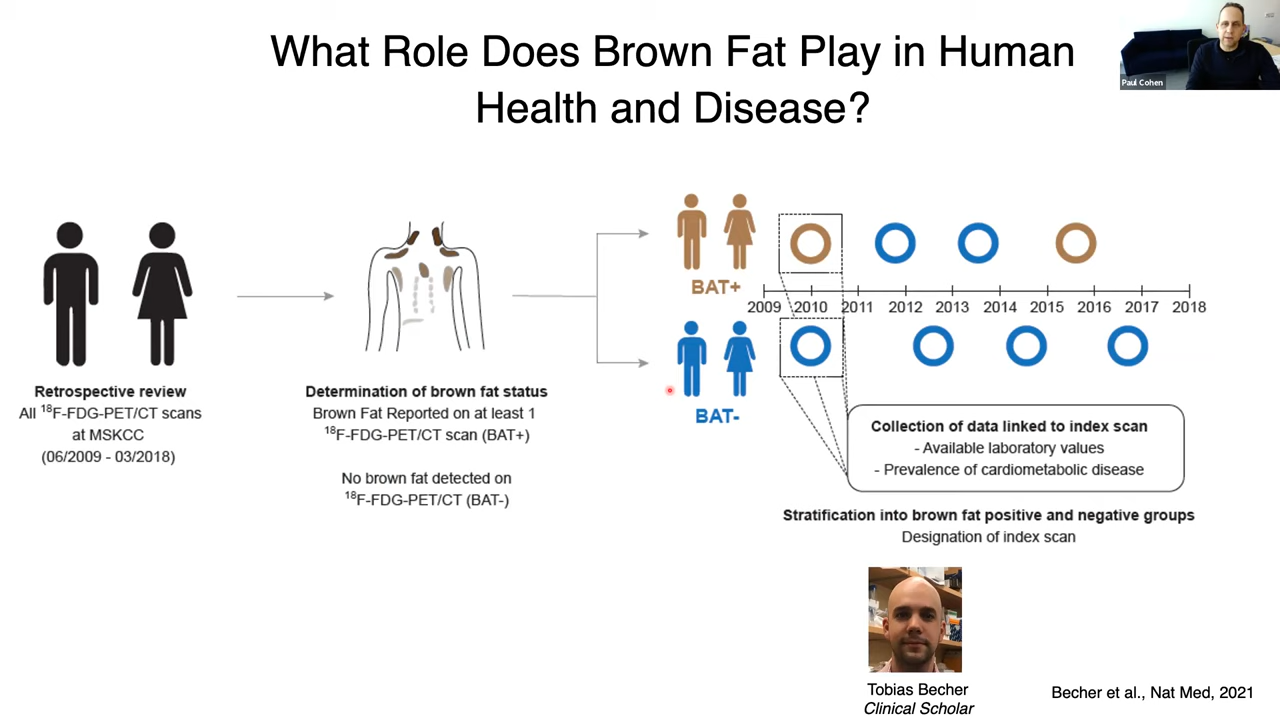 What Role Does Brown Fat Play in Human
Health and Disease?
Paul Cohen
Retrospective review
All ¹⁸F-FDG-PET/CT scans
at MSKCC
(06/2009 - 03/2018)
Determination of brown fat status
Brown Fat Reported on at least 1
¹⁸F-FDG-PET/CT scan (BAT+)
No brown fat detected on
¹⁸F-FDG-PET/CT (BAT-)
BAT+
2009 2010 2011 2012 2013 2014 2015 2016 2017 2018
BAT-
Collection of data linked to index scan
- Available laboratory values
- Prevalence of cardiometabolic disease
Stratification into brown fat positive and negative groups
Designation of index scan
Tobias Becher
Clinical Scholar
Becher et al., Nat Med, 2021